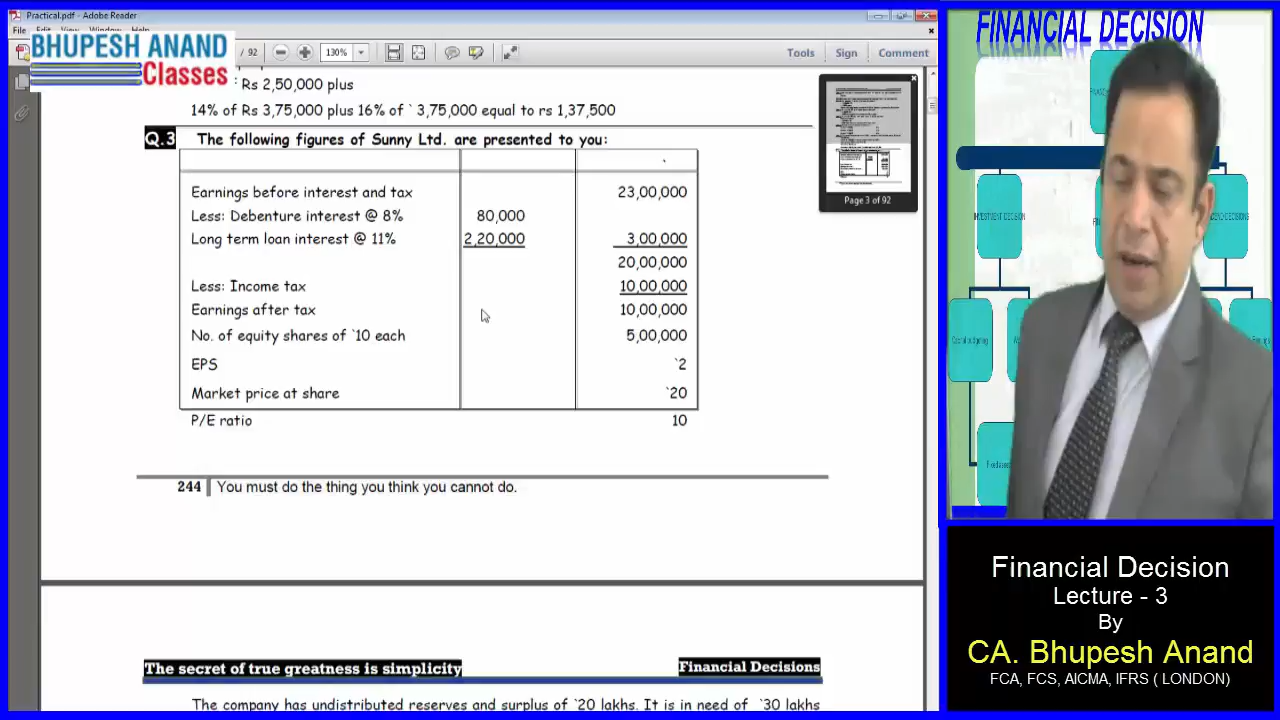 Practical.pdf - Adobe Reader
File Edit View Window Help
BHUPESH ANAND
Classes
/ 92
130%
Tools Sign Comment
Rs 2,50,000 plus
14% of Rs 3,75,000 plus 16% of ` 3,75,000 equal to rs 1,37,500
Q.3 The following figures of Sunny Ltd. are presented to you:
`
Earnings before interest and tax 23,00,000
Less: Debenture interest @ 8% 80,000
Long term loan interest @ 11% 2,20,000 3,00,000
20,00,000
Less: Income tax 10,00,000
Earnings after tax 10,00,000
No. of equity shares of `10 each 5,00,000
EPS `2
Market price at share `20
P/E ratio 10
244 You must do the thing you think you cannot do.
The secret of true greatness is simplicity Financial Decisions
The company has undistributed reserves and surplus of `20 lakhs. It is in need of `30 lakhs
Page 3 of 92
FINANCIAL DECISION
INVESTMENT DECISION
Capital budgeting
Financial Decision
Lecture - 3
By
CA. Bhupesh Anand
FCA, FCS, AICMA, IFRS ( LONDON)